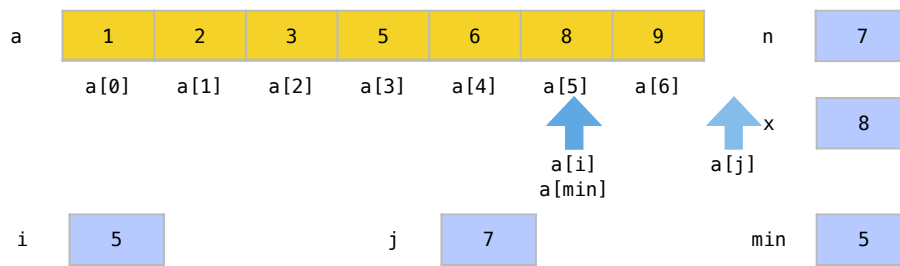 a 1 2 3 5 6 8 9 n 7
a[0] a[1] a[2] a[3] a[4] a[5] a[6]
x 8
a[i] a[j]
a[min]
i 5 j 7 min 5